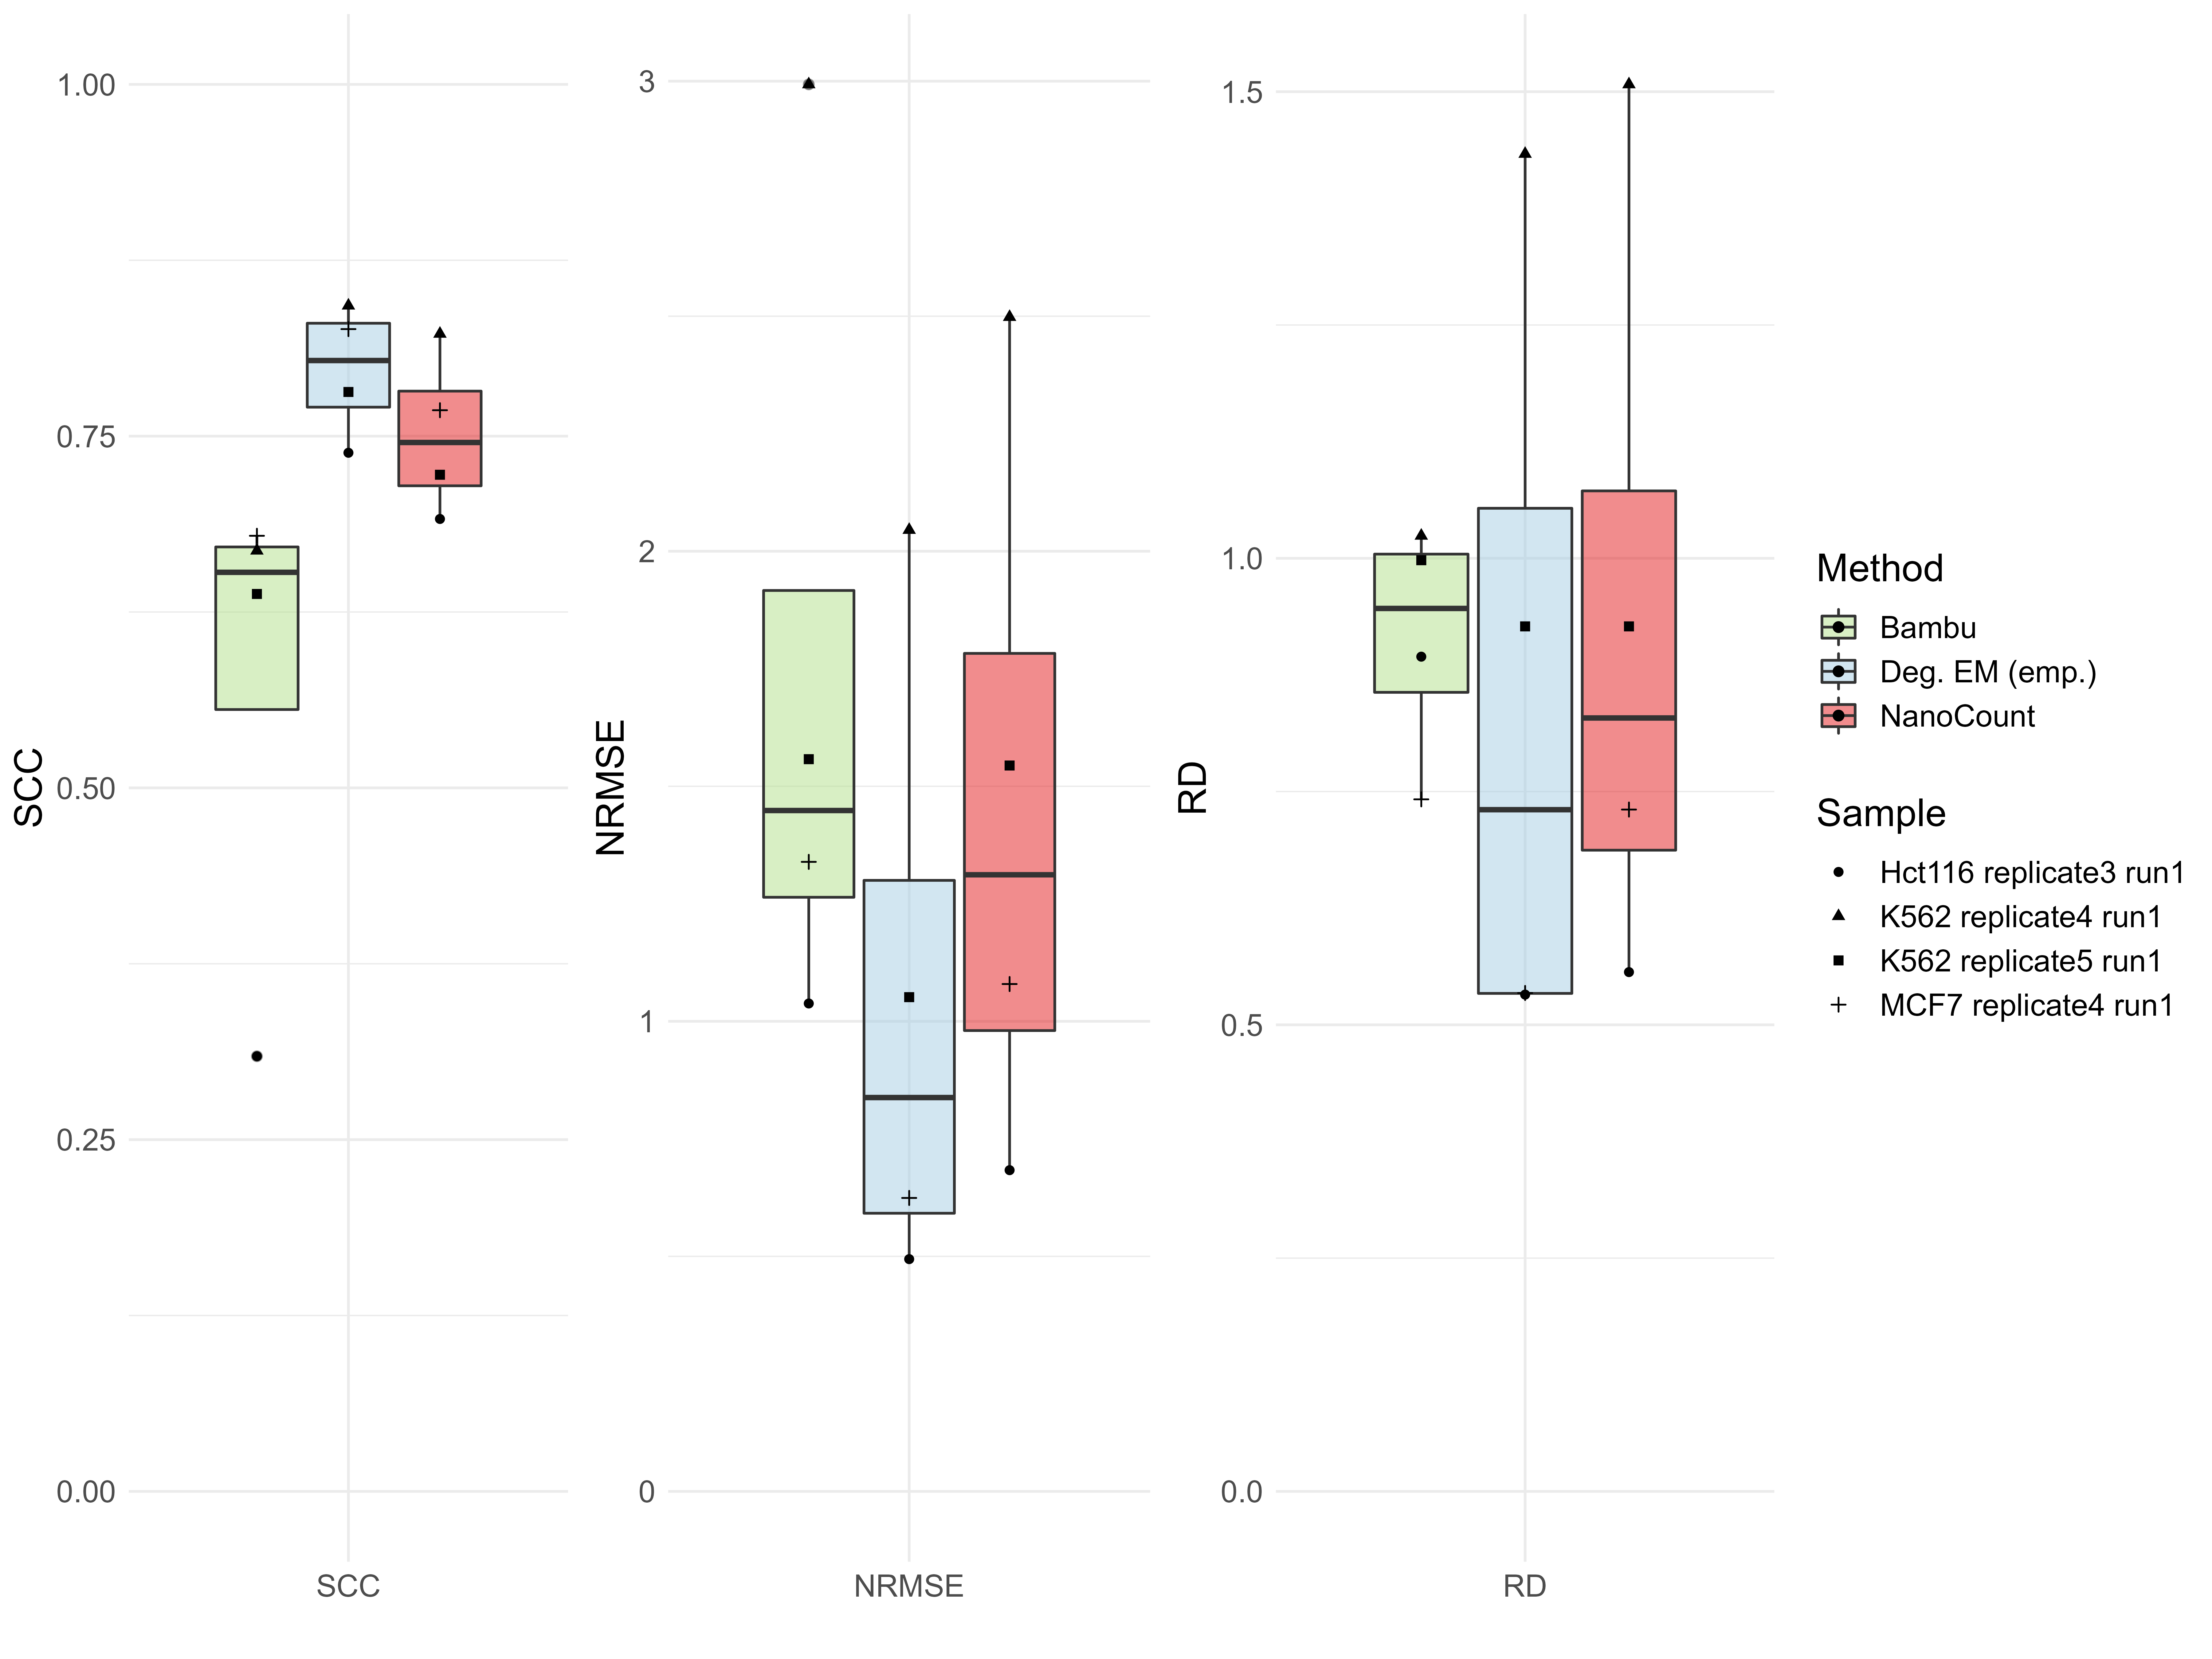 SCC
1.00
0.75
0.50
0.25
0.00
SCC
NRMSE
3
2
1
0
NRMSE
RD
1.5
1.0
0.5
0.0
RD
Method
Bambu
Deg. EM (emp.)
NanoCount
Sample
Hct116 replicate3 run1
K562 replicate4 run1
K562 replicate5 run1
MCF7 replicate4 run1